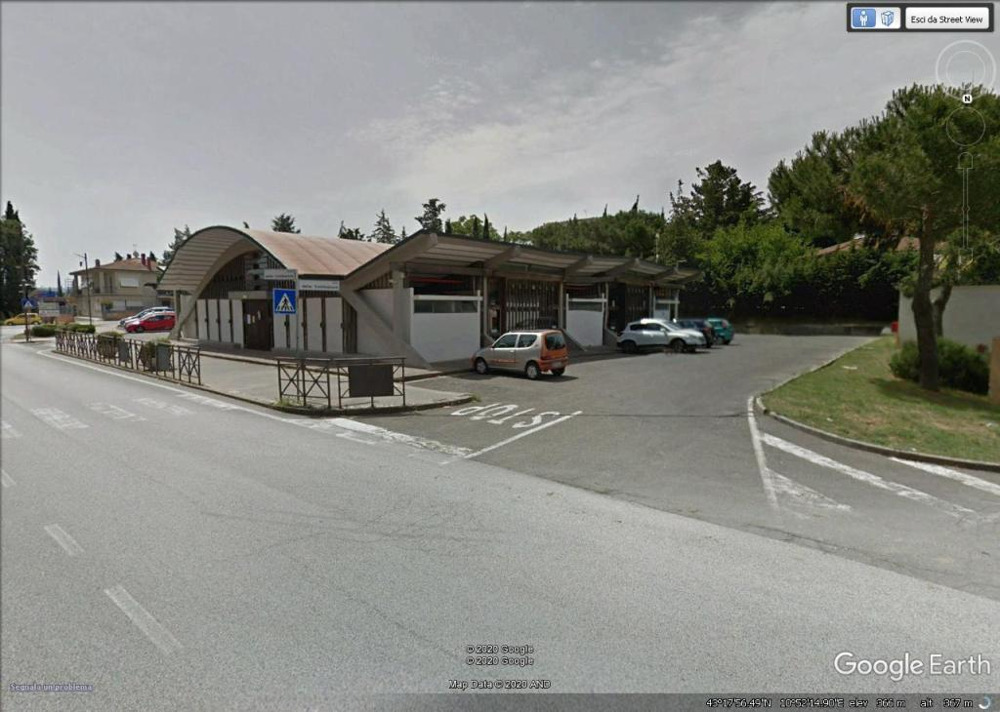 Esci da Street View
N
STOP
© 2020 Google
© 2020 Google
Map Data © 2020 AND
Google Earth
Segnala un problema
43°17'56.49"N 10°52'14.90"E elev 366 m alt 367 m